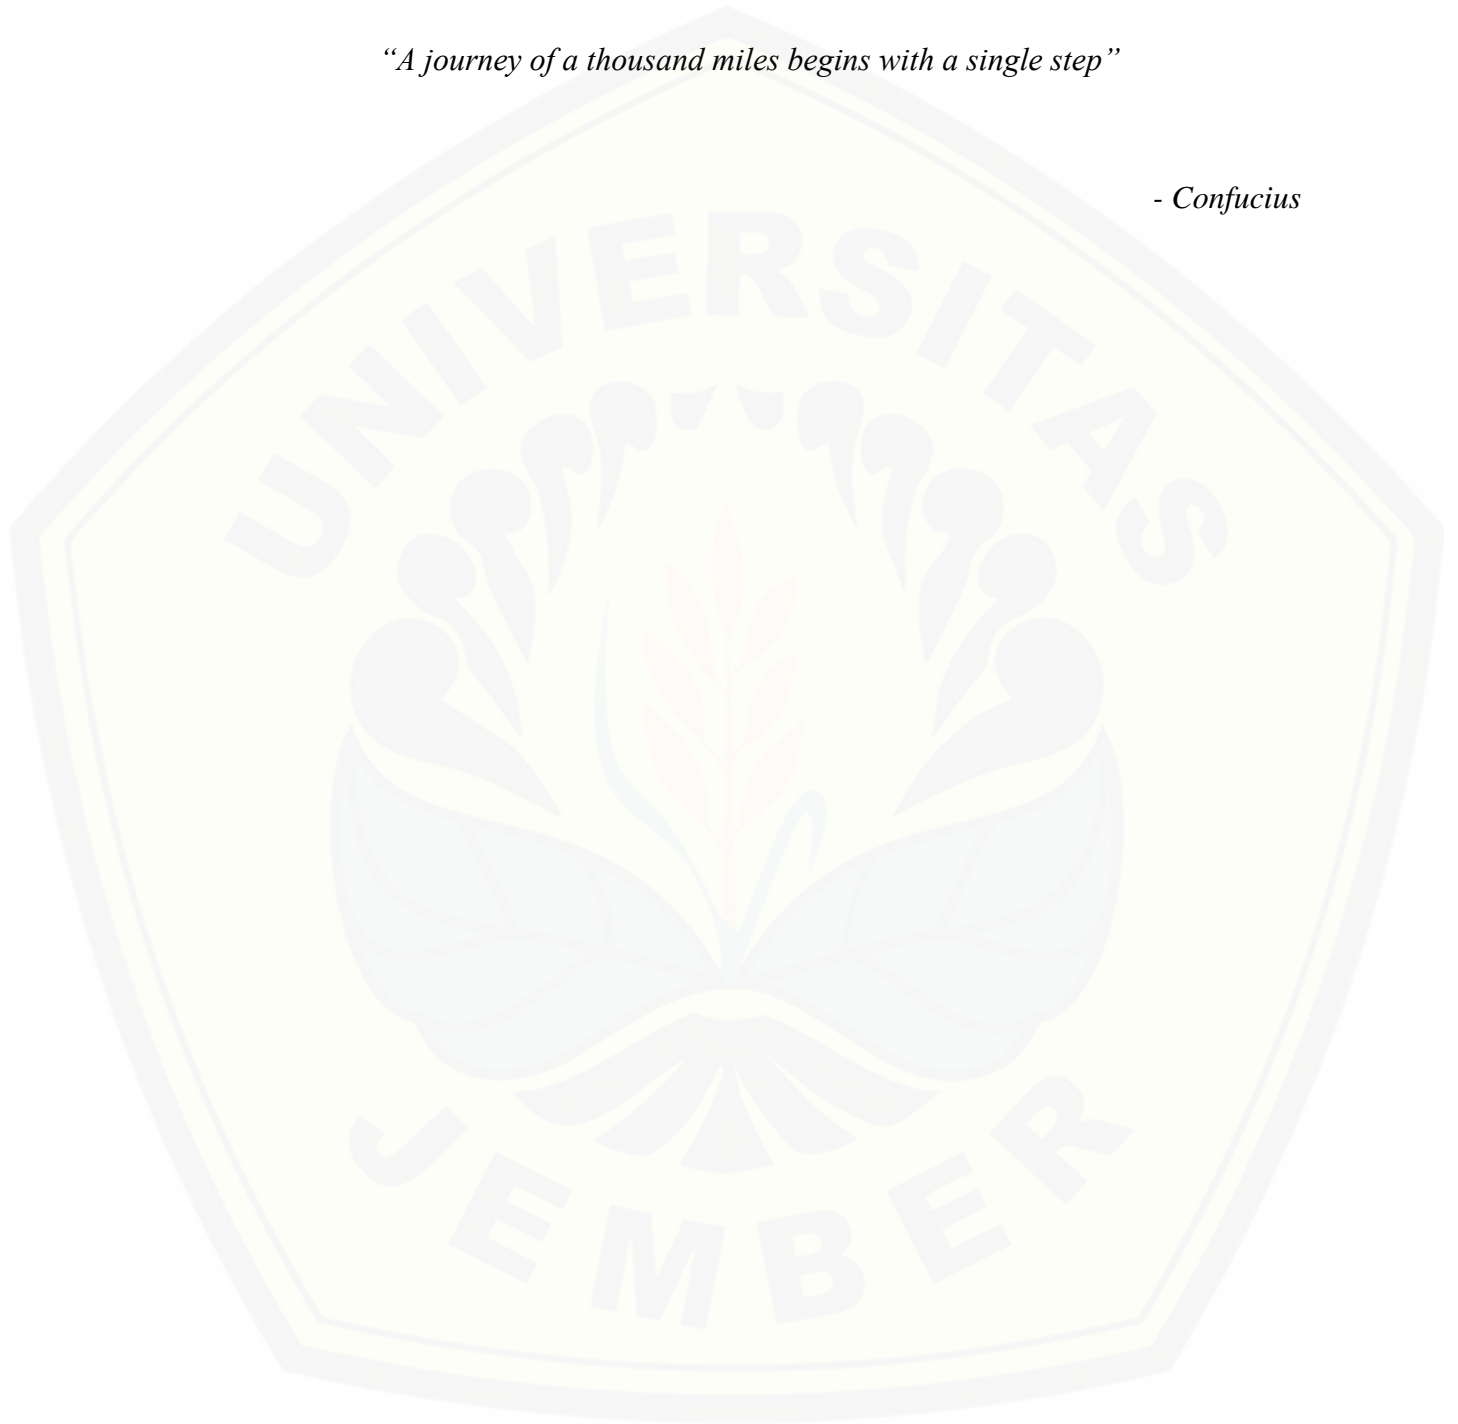 “A journey of a thousand miles begins with a single step”
- Confucius
UNIVERSITAS
JEMBER